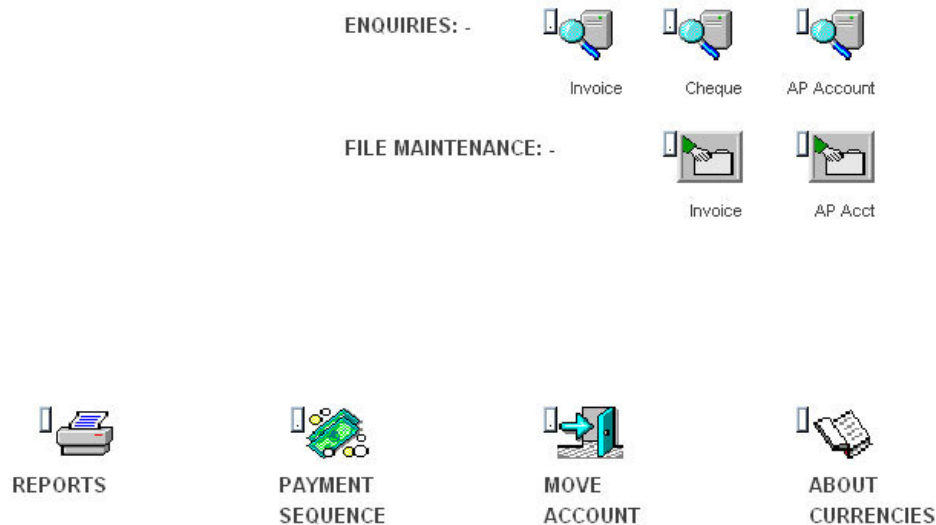 ENQUIRIES: -
Invoice Cheque AP Account
FILE MAINTENANCE: -
Invoice AP Acct
REPORTS PAYMENT MOVE ABOUT
SEQUENCE ACCOUNT CURRENCIES